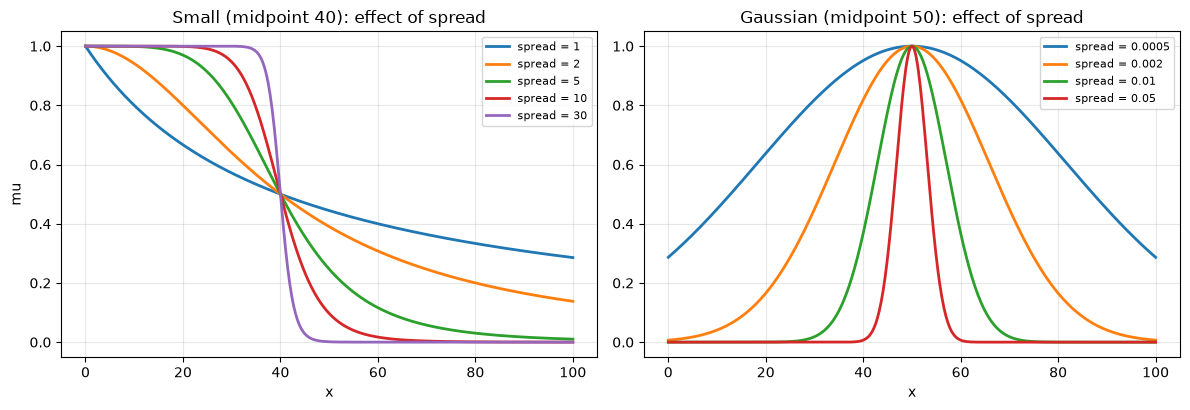 Small (midpoint 40): effect of spread
mu
1.0
0.8
0.6
0.4
0.2
0.0
spread = 1
spread = 2
spread = 5
spread = 10
spread = 30
0 20 40 60 80 100
x
Gaussian (midpoint 50): effect of spread
1.0
0.8
0.6
0.4
0.2
0.0
spread = 0.0005
spread = 0.002
spread = 0.01
spread = 0.05
0 20 40 60 80 100
x